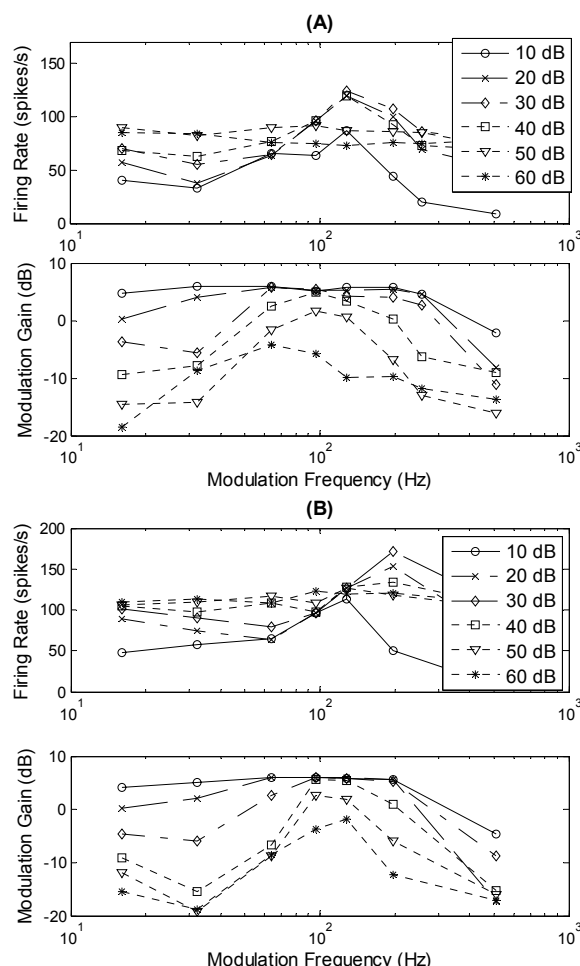 (A)
Firing Rate (spikes/s)
150
100
50
0
10^1
10^2
10^3
10 dB
20 dB
30 dB
40 dB
50 dB
60 dB
Modulation Gain (dB)
10
0
-10
-20
10^1
10^2
10^3
Modulation Frequency (Hz)
(B)
Firing Rate (spikes/s)
200
150
100
50
0
10^1
10^2
10^3
10 dB
20 dB
30 dB
40 dB
50 dB
60 dB
Modulation Gain (dB)
10
0
-10
-20
10^1
10^2
10^3
Modulation Frequency (Hz)